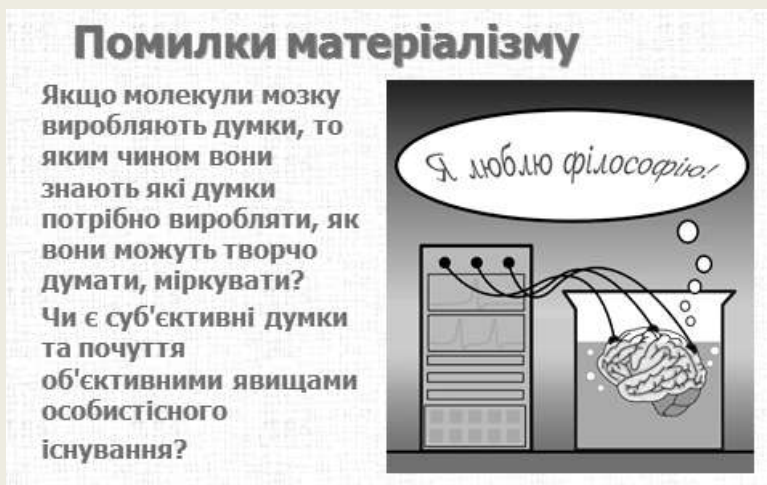 Помилки матеріалізму
Якщо молекули мозку
виробляють думки, то
яким чином вони
знають які думки
потрібно виробляти, як
вони можуть творчо
думати, міркувати?
Чи є суб'єктивні думки
та почуття
об'єктивними явищами
особистісного
існування?
Я люблю філософію!